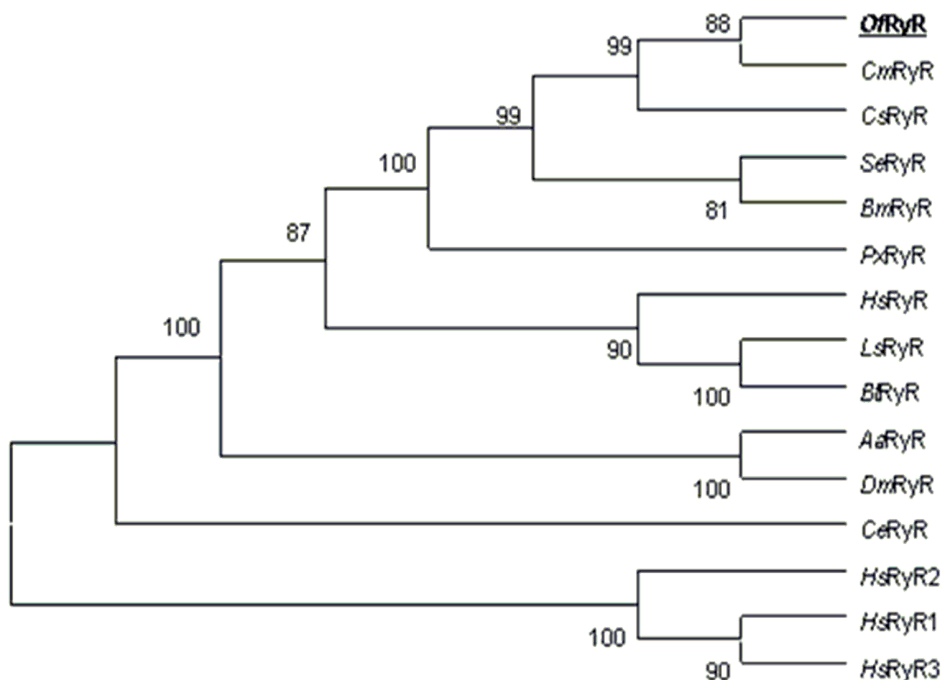 88
OfRyR
99
CmRyR
CsRyR
99
SeRyR
100
81
BmRyR
87
PxRyR
HsRyR
100
90
LsRyR
100
BtRyR
AaRyR
100
DmRyR
CeRyR
HsRyR2
100
HsRyR1
90
HsRyR3